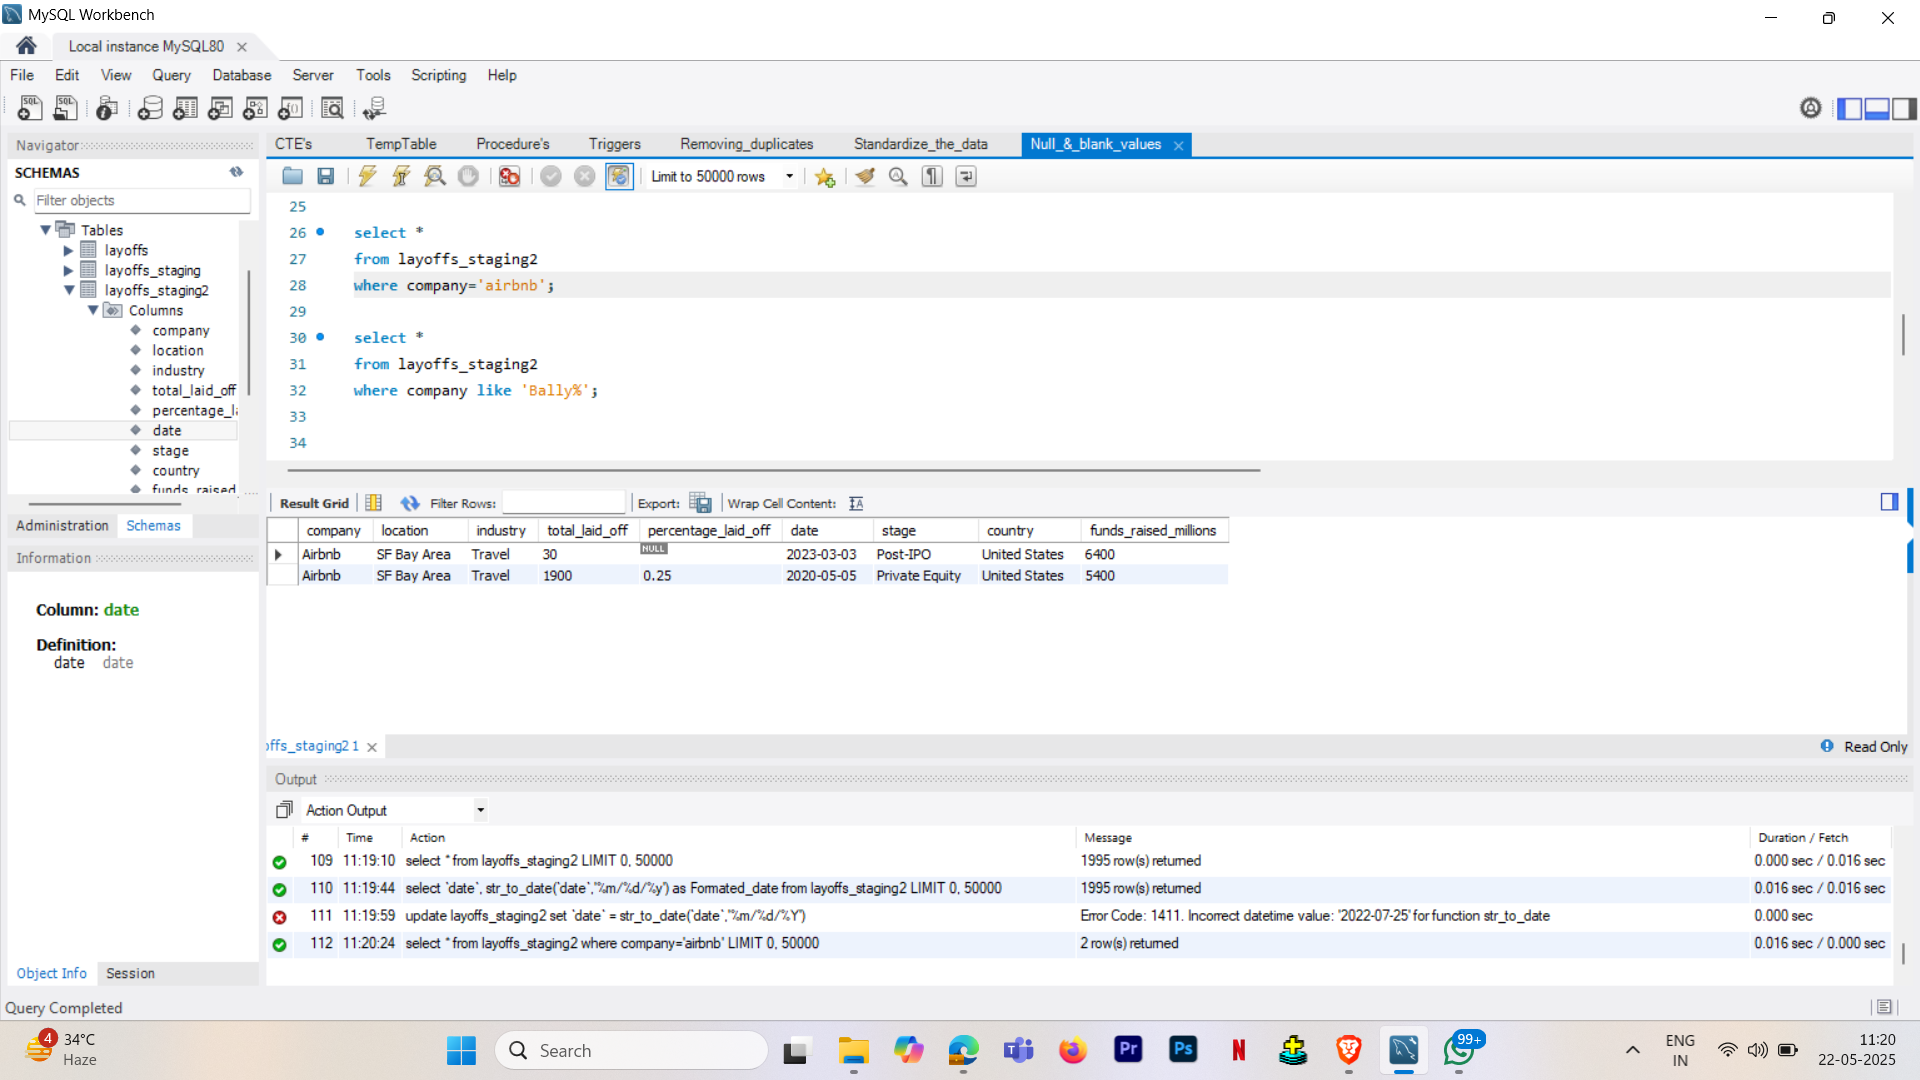 MySQL Workbench
Local instance MySQL80
File Edit View Query Database Server Tools Scripting Help
Navigator
SCHEMAS
Filter objects
Tables
layoffs
layoffs_staging
layoffs_staging2
Columns
company
location
industry
total_laid_off
percentage_l
date
stage
country
funds_raised
Administration Schemas
Information
Column: date
Definition:
date date
Object Info Session
CTE's TempTable Procedure's Triggers Removing_duplicates Standardize_the_data Null_&_blank_values
Limit to 50000 rows
25
26 select *
27 from layoffs_staging2
28 where company='airbnb';
29
30 select *
31 from layoffs_staging2
32 where company like 'Bally%';
33
34
Result Grid Filter Rows: Export: Wrap Cell Content:
company location industry total_laid_off percentage_laid_off date stage country funds_raised_millions
Airbnb SF Bay Area Travel 30 NULL 2023-03-03 Post-IPO United States 6400
Airbnb SF Bay Area Travel 1900 0.25 2020-05-05 Private Equity United States 5400
offs_staging2 1 Read Only
Output
Action Output
# Time Action Message Duration / Fetch
109 11:19:10 select * from layoffs_staging2 LIMIT 0, 50000 1995 row(s) returned 0.000 sec / 0.016 sec
110 11:19:44 select `date`, str_to_date(`date`,'%m/%d/%y') as Formated_date from layoffs_staging2 LIMIT 0, 50000 1995 row(s) returned 0.016 sec / 0.016 sec
111 11:19:59 update layoffs_staging2 set `date` = str_to_date(`date`,'%m/%d/%Y') Error Code: 1411. Incorrect datetime value: '2022-07-25' for function str_to_date 0.000 sec
112 11:20:24 select * from layoffs_staging2 where company='airbnb' LIMIT 0, 50000 2 row(s) returned 0.016 sec / 0.000 sec
Query Completed
4 34°C
Haze
Search
Pr
Ps
N
99+
ENG
IN
11:20
22-05-2025